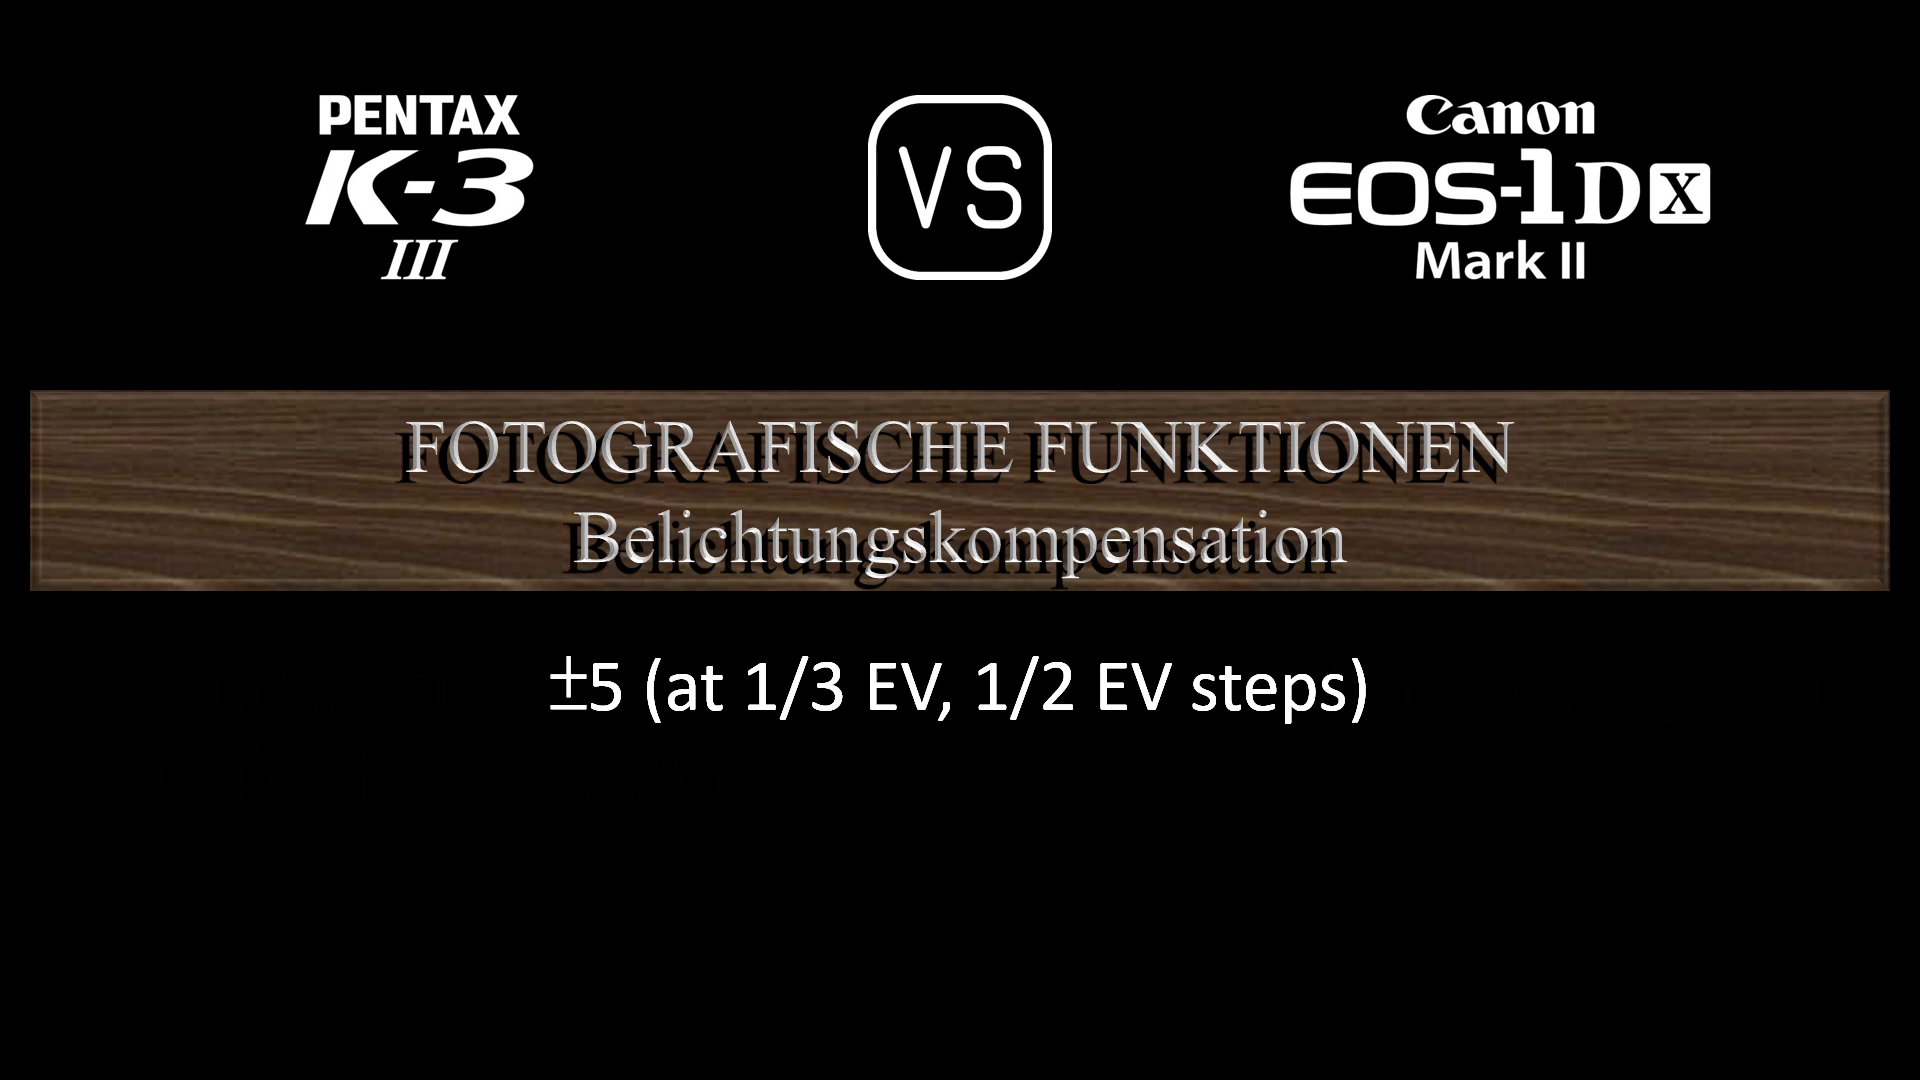 PENTAX
K-3
III
VS
Canon
EOS-1DX
Mark II
FOTOGRAFISCHE FUNKTIONEN
Belichtungskompensation
±5 (at 1/3 EV, 1/2 EV steps)